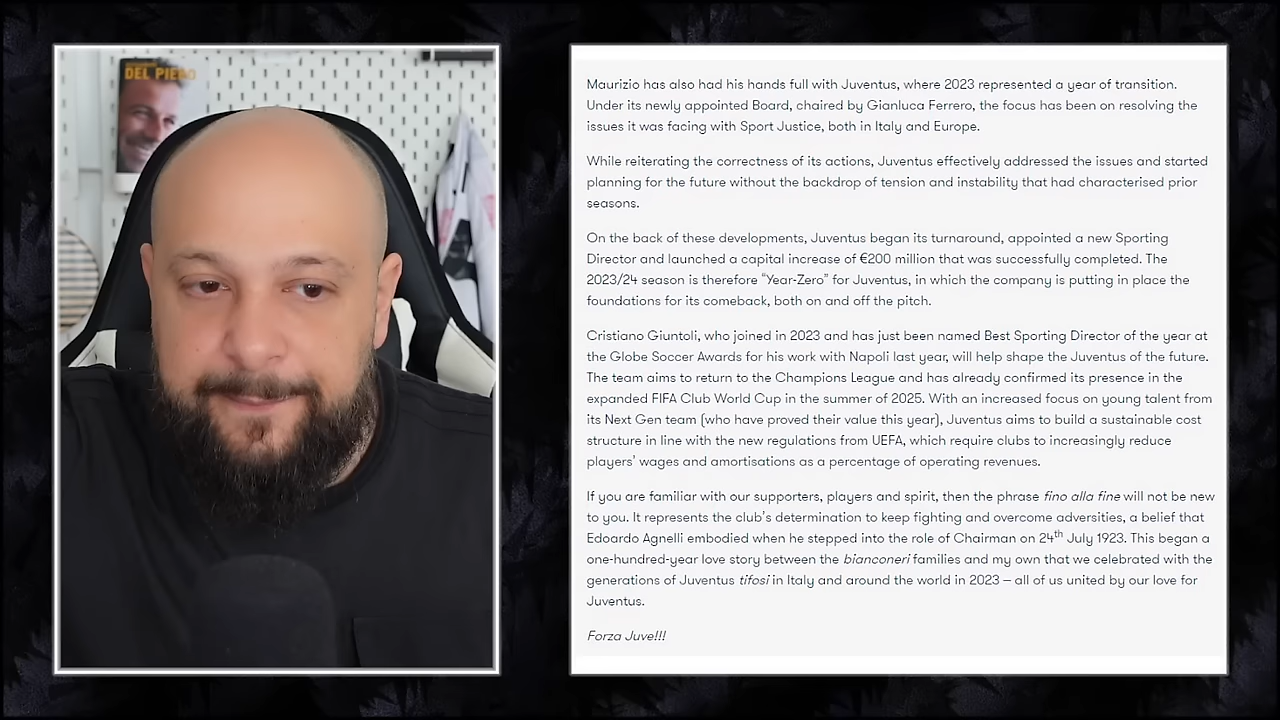 DEL PIERO
Maurizio has also had his hands full with Juventus, where 2023 represented a year of transition.
Under its newly appointed Board, chaired by Gianluca Ferrero, the focus has been on resolving the
issues it was facing with Sport Justice, both in Italy and Europe.
While reiterating the correctness of its actions, Juventus effectively addressed the issues and started
planning for the future without the backdrop of tension and instability that had characterised prior
seasons.
On the back of these developments, Juventus began its turnaround, appointed a new Sporting
Director and launched a capital increase of €200 million that was successfully completed. The
2023/24 season is therefore “Year-Zero” for Juventus, in which the company is putting in place the
foundations for its comeback, both on and off the pitch.
Cristiano Giuntoli, who joined in 2023 and has just been named Best Sporting Director of the year at
the Globe Soccer Awards for his work with Napoli last year, will help shape the Juventus of the future.
The team aims to return to the Champions League and has already confirmed its presence in the
expanded FIFA Club World Cup in the summer of 2025. With an increased focus on young talent from
its Next Gen team (who have proved their value this year), Juventus aims to build a sustainable cost
structure in line with the new regulations from UEFA, which require clubs to increasingly reduce
players’ wages and amortisations as a percentage of operating revenues.
If you are familiar with our supporters, players and spirit, then the phrase fino alla fine will not be new
to you. It represents the club’s determination to keep fighting and overcome adversities, a belief that
Edoardo Agnelli embodied when he stepped into the role of Chairman on 24th July 1923. This began a
one-hundred-year love story between the bianconeri families and my own that we celebrated with the
generations of Juventus tifosi in Italy and around the world in 2023 – all of us united by our love for
Juventus.
Forza Juve!!!